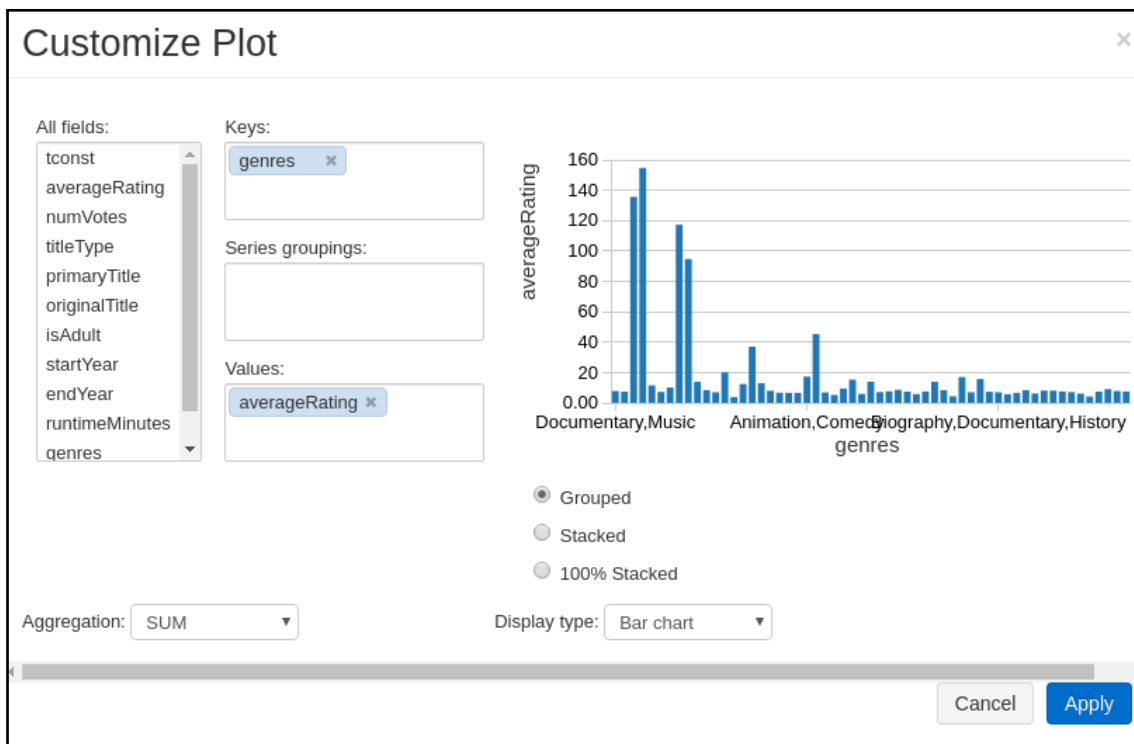 Customize Plot
×
All fields:
tconst
averageRating
numVotes
titleType
primaryTitle
originalTitle
isAdult
startYear
endYear
runtimeMinutes
genres
Keys:
genres ×
Series groupings:
Values:
averageRating ×
averageRating
160
140
120
100
80
60
40
20
0.00
Documentary,Music Animation,Comedy Biography,Documentary,History
genres
Grouped
Stacked
100% Stacked
Aggregation: SUM
Display type: Bar chart
Cancel Apply